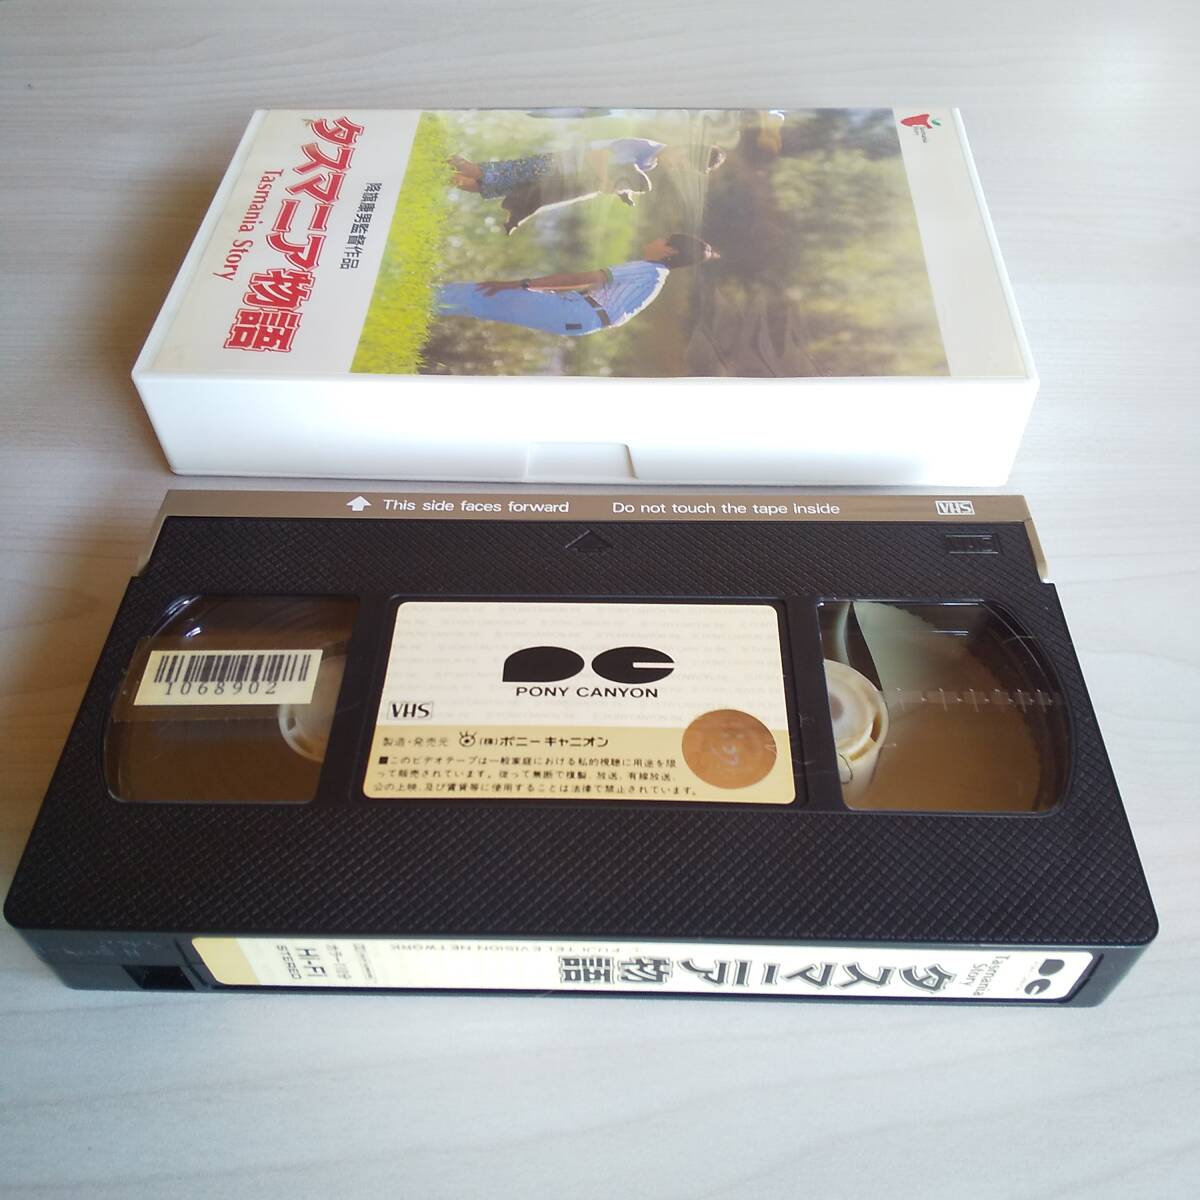 タスマニア物語
Tasmania Story
降旗康男監督作品
This side faces forward
Do not touch the tape inside
VHS
1068902
PONY CANYON
VHS
製造・発売元 (株)ポニーキャニオン
■このビデオテープは一般家庭における私的視聴に用途を限
って販売されています。従って無断で複製、放送、有線放送、
公の上映、及び賃貸等に使用することは法律で禁止されています。
Tasmania
Story
タスマニア物語
FUJI TELEVISION NETWORK
HI-FI
STEREO